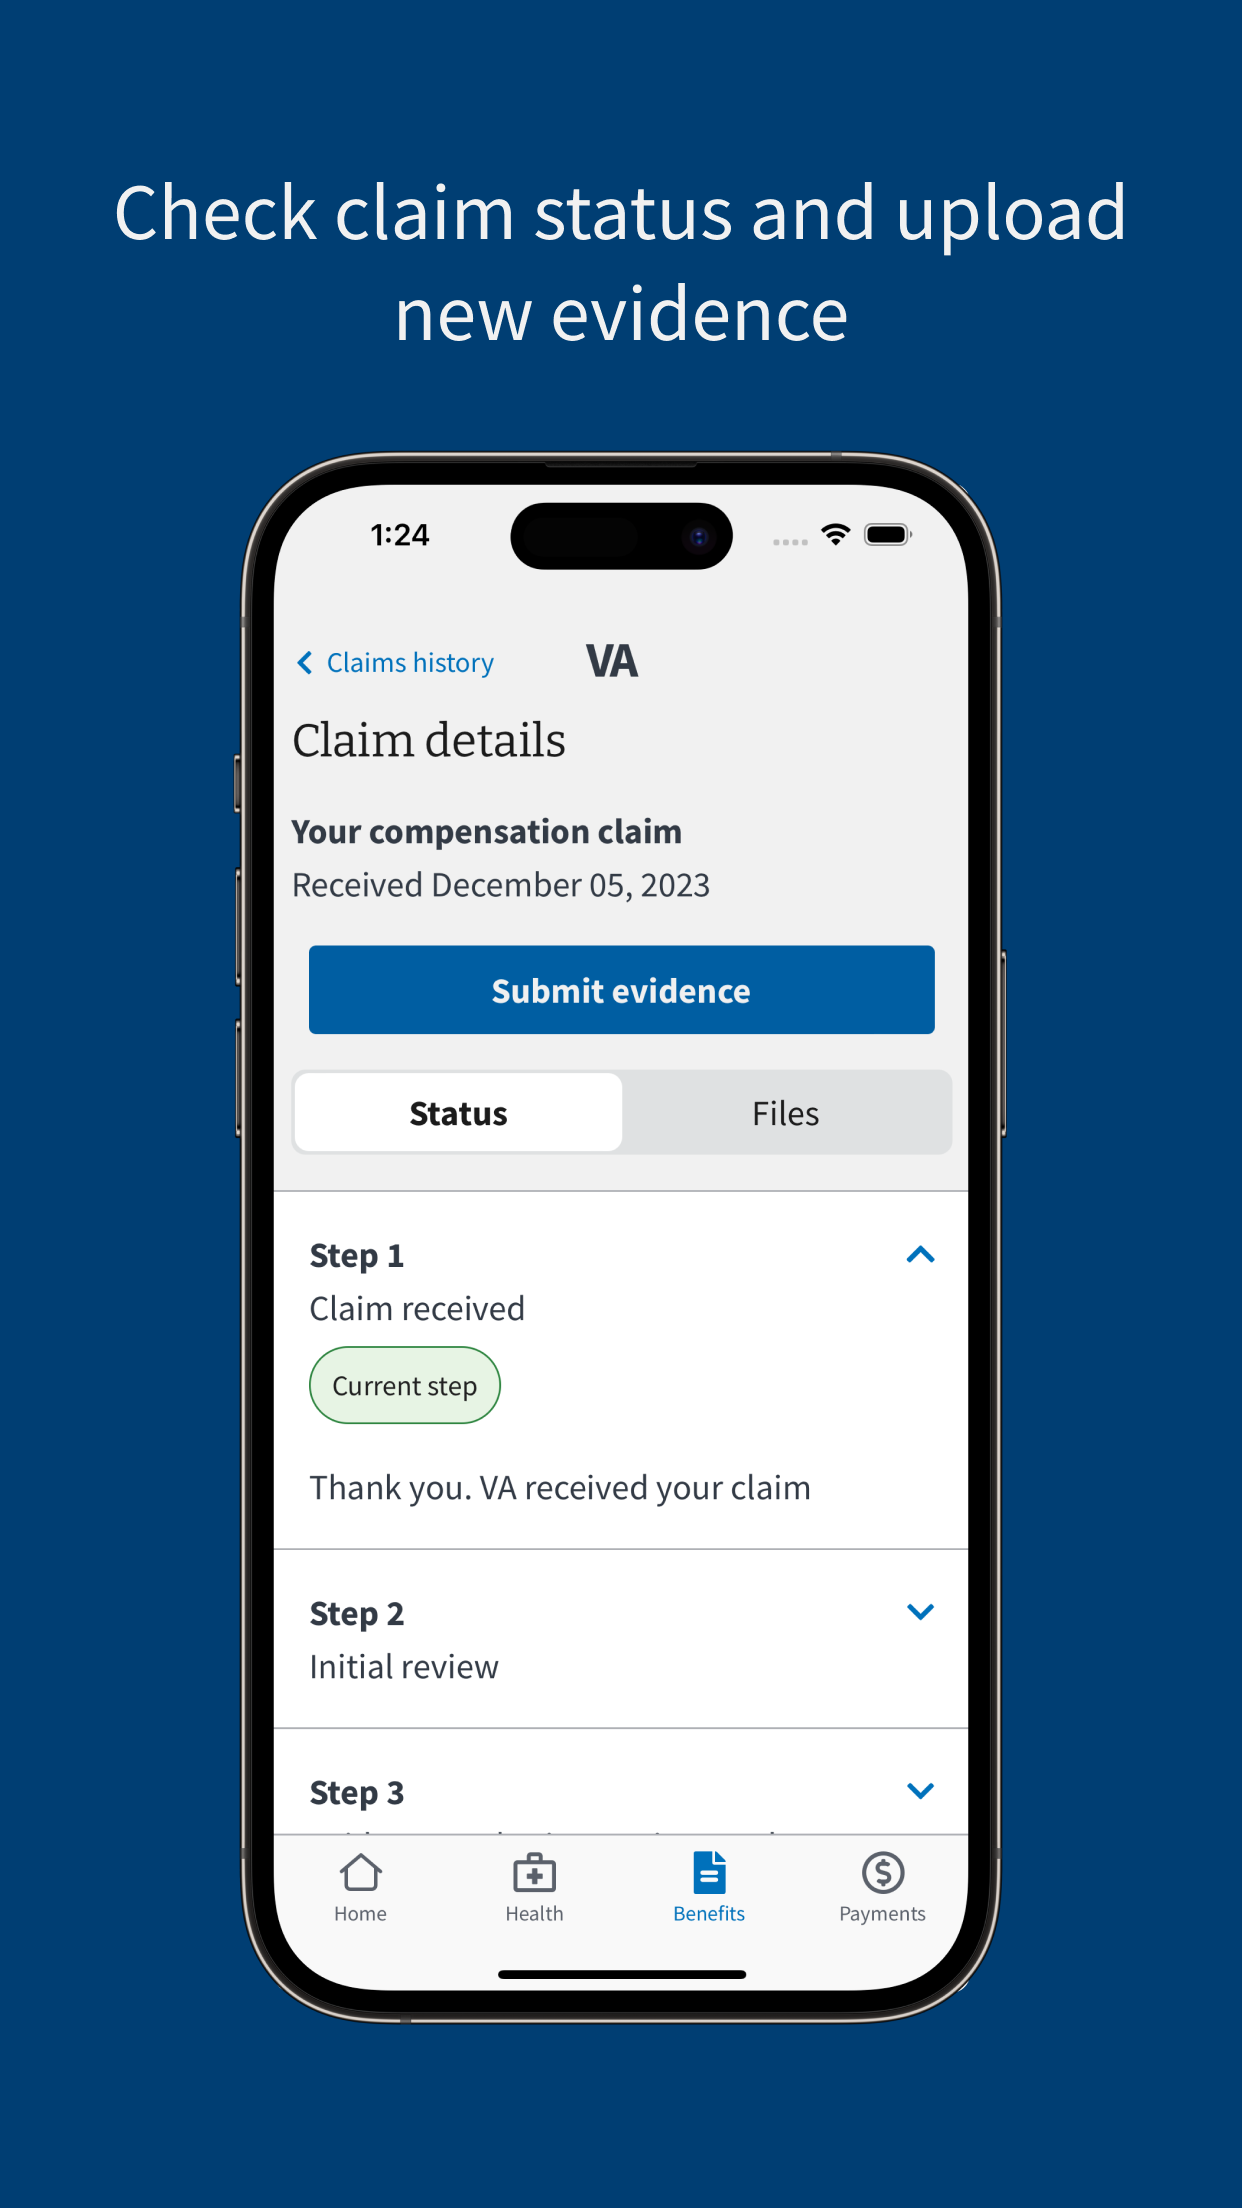 Check claim status and upload
new evidence
1:24
Claims history
VA
Claim details
Your compensation claim
Received December 05, 2023
Submit evidence
Status
Files
Step 1
Claim received
Current step
Thank you. VA received your claim
Step 2
Initial review
Step 3
Home
Health
Benefits
Payments